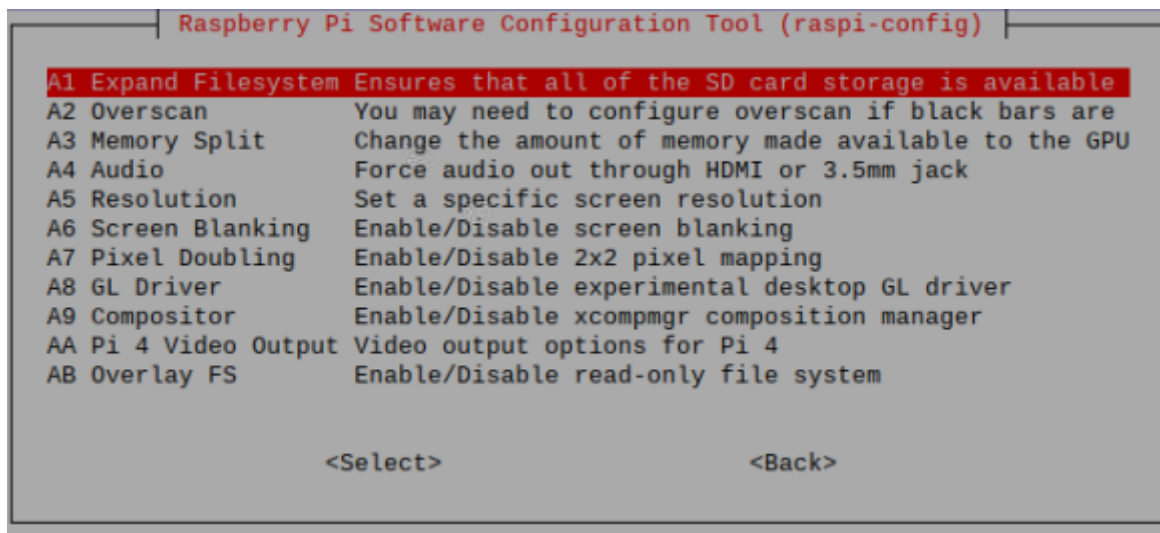 Raspberry Pi Software Configuration Tool (raspi-config)
A1 Expand Filesystem Ensures that all of the SD card storage is available
A2 Overscan You may need to configure overscan if black bars are
A3 Memory Split Change the amount of memory made available to the GPU
A4 Audio Force audio out through HDMI or 3.5mm jack
A5 Resolution Set a specific screen resolution
A6 Screen Blanking Enable/Disable screen blanking
A7 Pixel Doubling Enable/Disable 2x2 pixel mapping
A8 GL Driver Enable/Disable experimental desktop GL driver
A9 Compositor Enable/Disable xcompmgr composition manager
AA Pi 4 Video Output Video output options for Pi 4
AB Overlay FS Enable/Disable read-only file system
<Select> <Back>